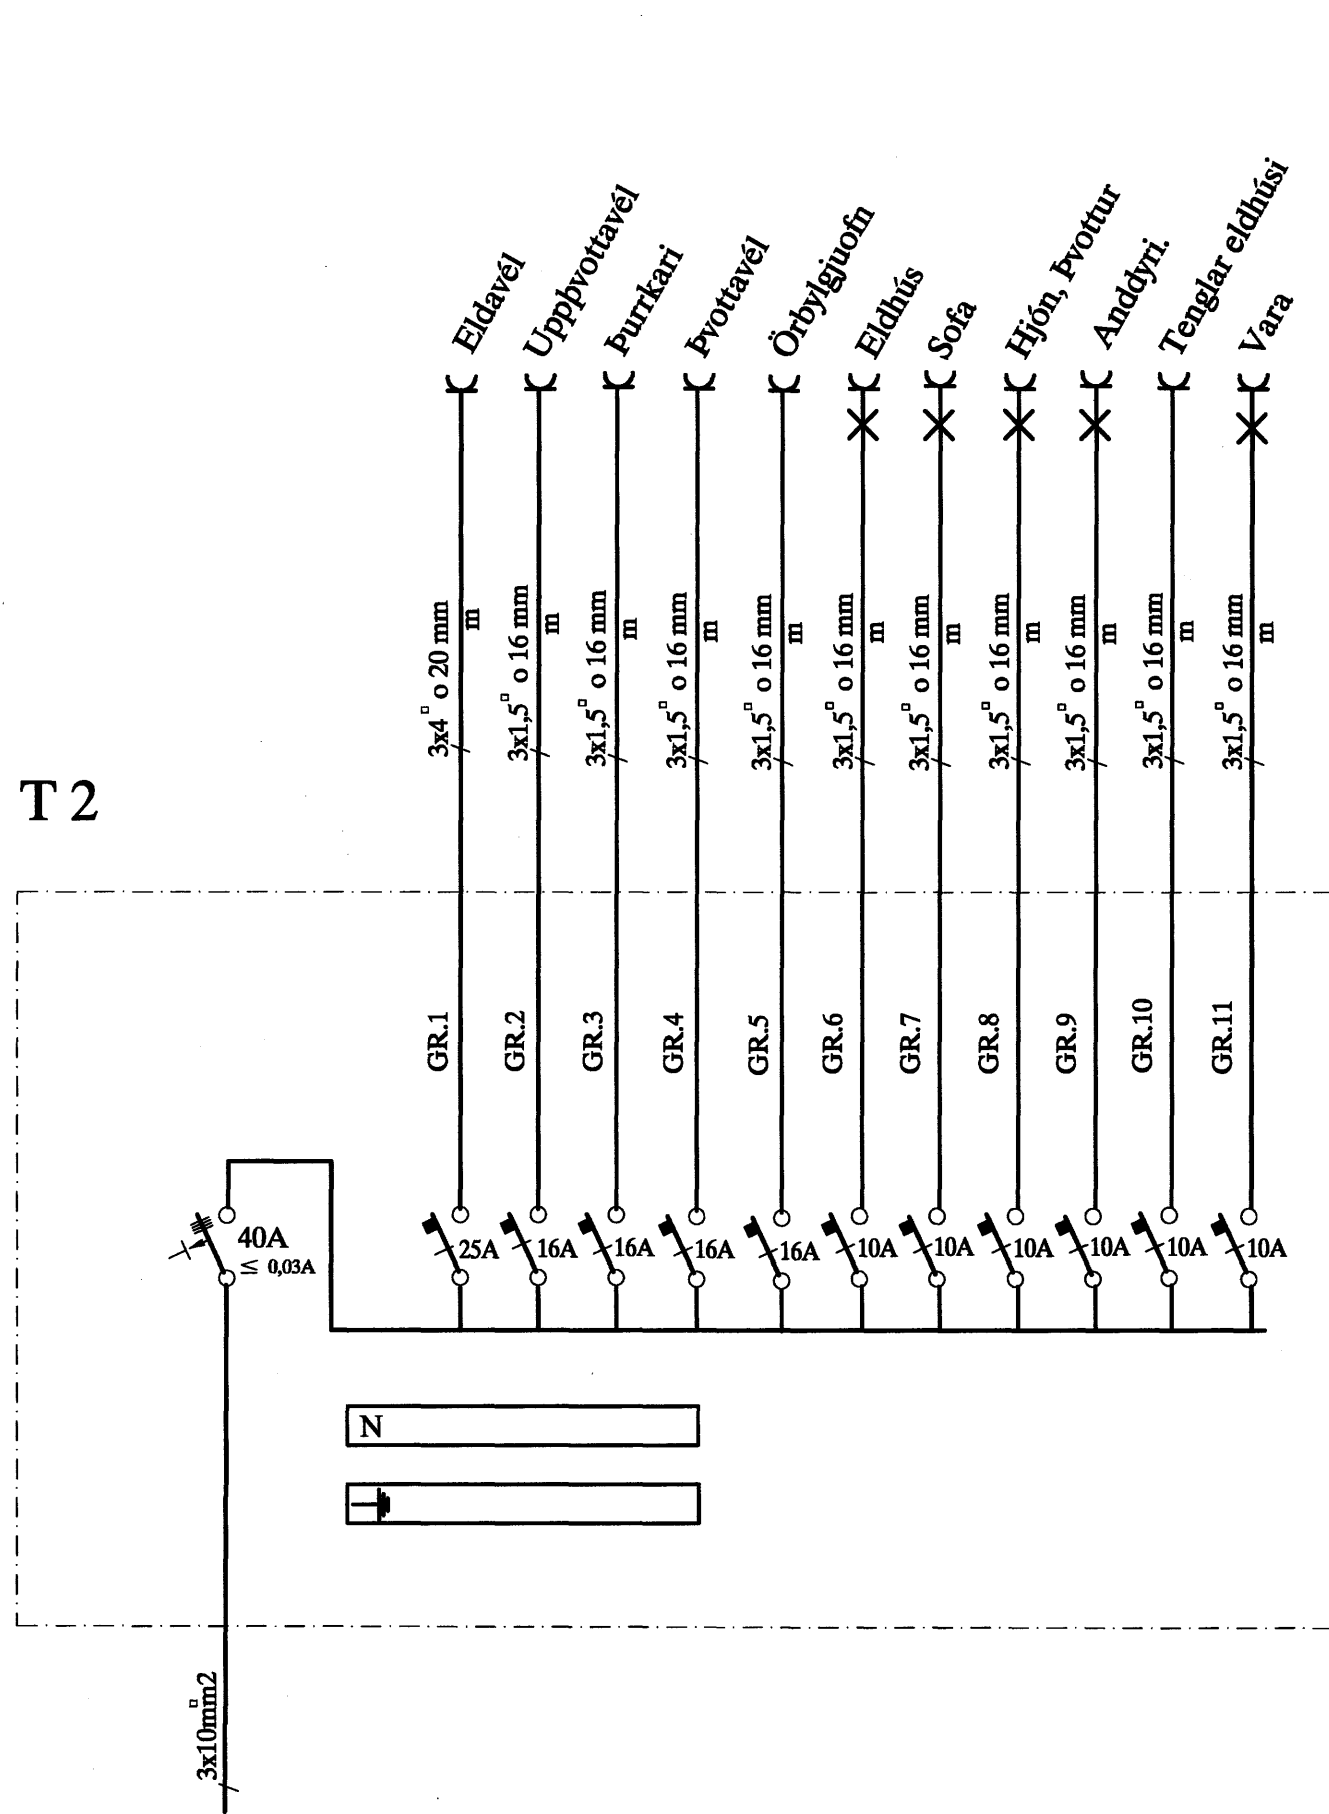 Eldavél
Uppþvottavél
Þurrkari
Þvottavél
Örbylgjuofn
Eldhús
Sofa
Hjón, Þvottur
Anddyri.
Tenglar eldhúsi
Vara
3x4□ o 20 mm
m
3x1,5□ o 16 mm
m
3x1,5□ o 16 mm
m
3x1,5□ o 16 mm
m
3x1,5□ o 16 mm
m
3x1,5□ o 16 mm
m
3x1,5□ o 16 mm
m
3x1,5□ o 16 mm
m
3x1,5□ o 16 mm
m
3x1,5□ o 16 mm
m
3x1,5□ o 16 mm
m
T 2
GR.1
GR.2
GR.3
GR.4
GR.5
GR.6
GR.7
GR.8
GR.9
GR.10
GR.11
40A
≤ 0,03A
25A
16A
16A
16A
16A
10A
10A
10A
10A
10A
10A
N
3x10mm2